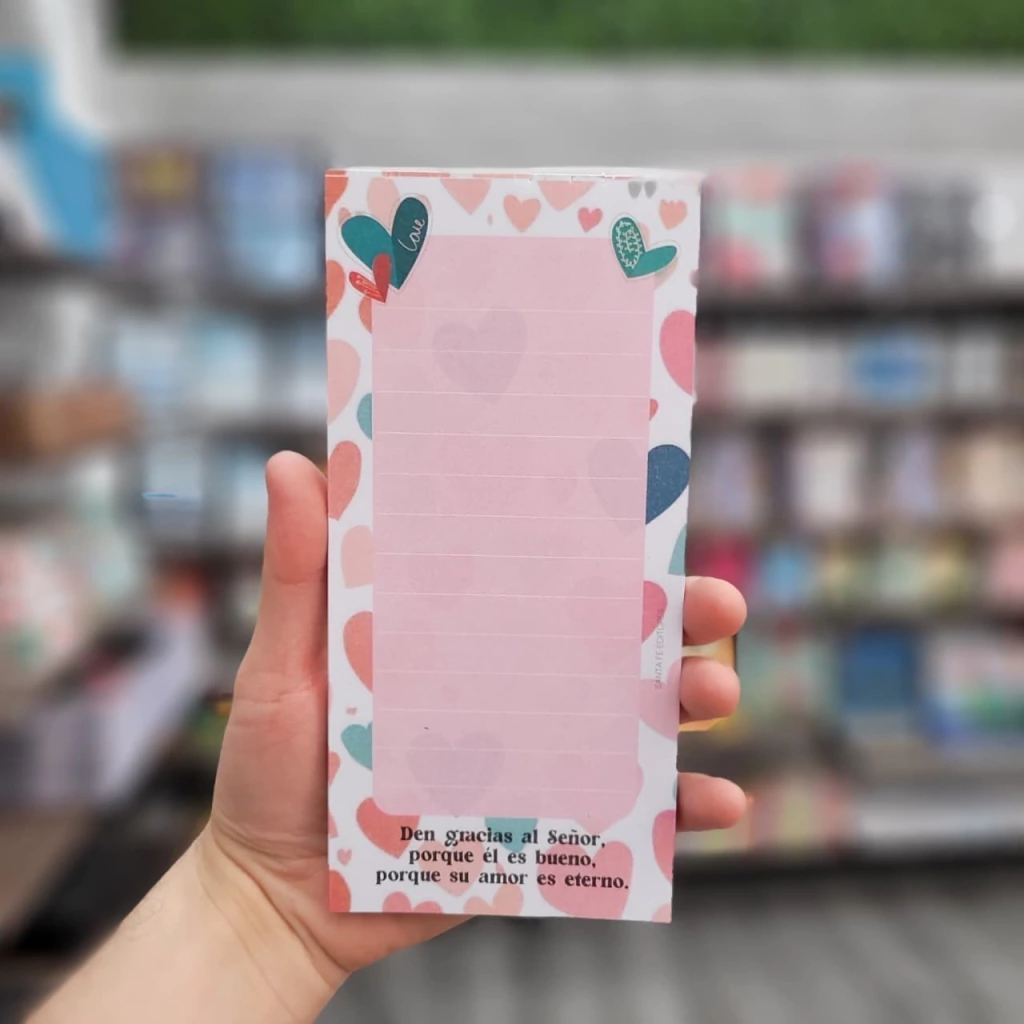 Love
Den gracias al Señor,
porque él es bueno,
porque su amor es eterno.